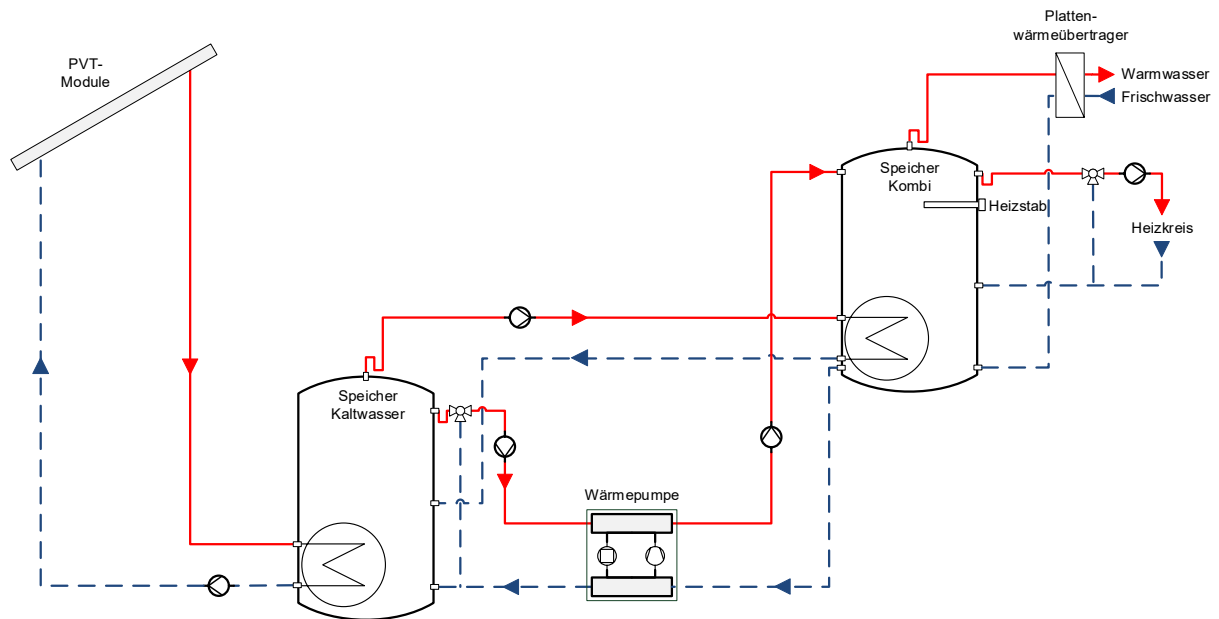 Platten-
wärmeübertrager
PVT-
Module
Warmwasser
Frischwasser
Speicher
Kombi
Heizstab
Heizkreis
Speicher
Kaltwasser
Wärmepumpe